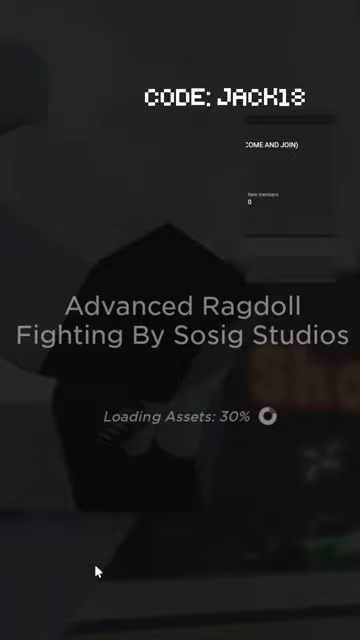 CODE: JACK18
COME AND JOIN)
New members
0
Advanced Ragdoll
Fighting By Sosig Studios
Loading Assets: 30%